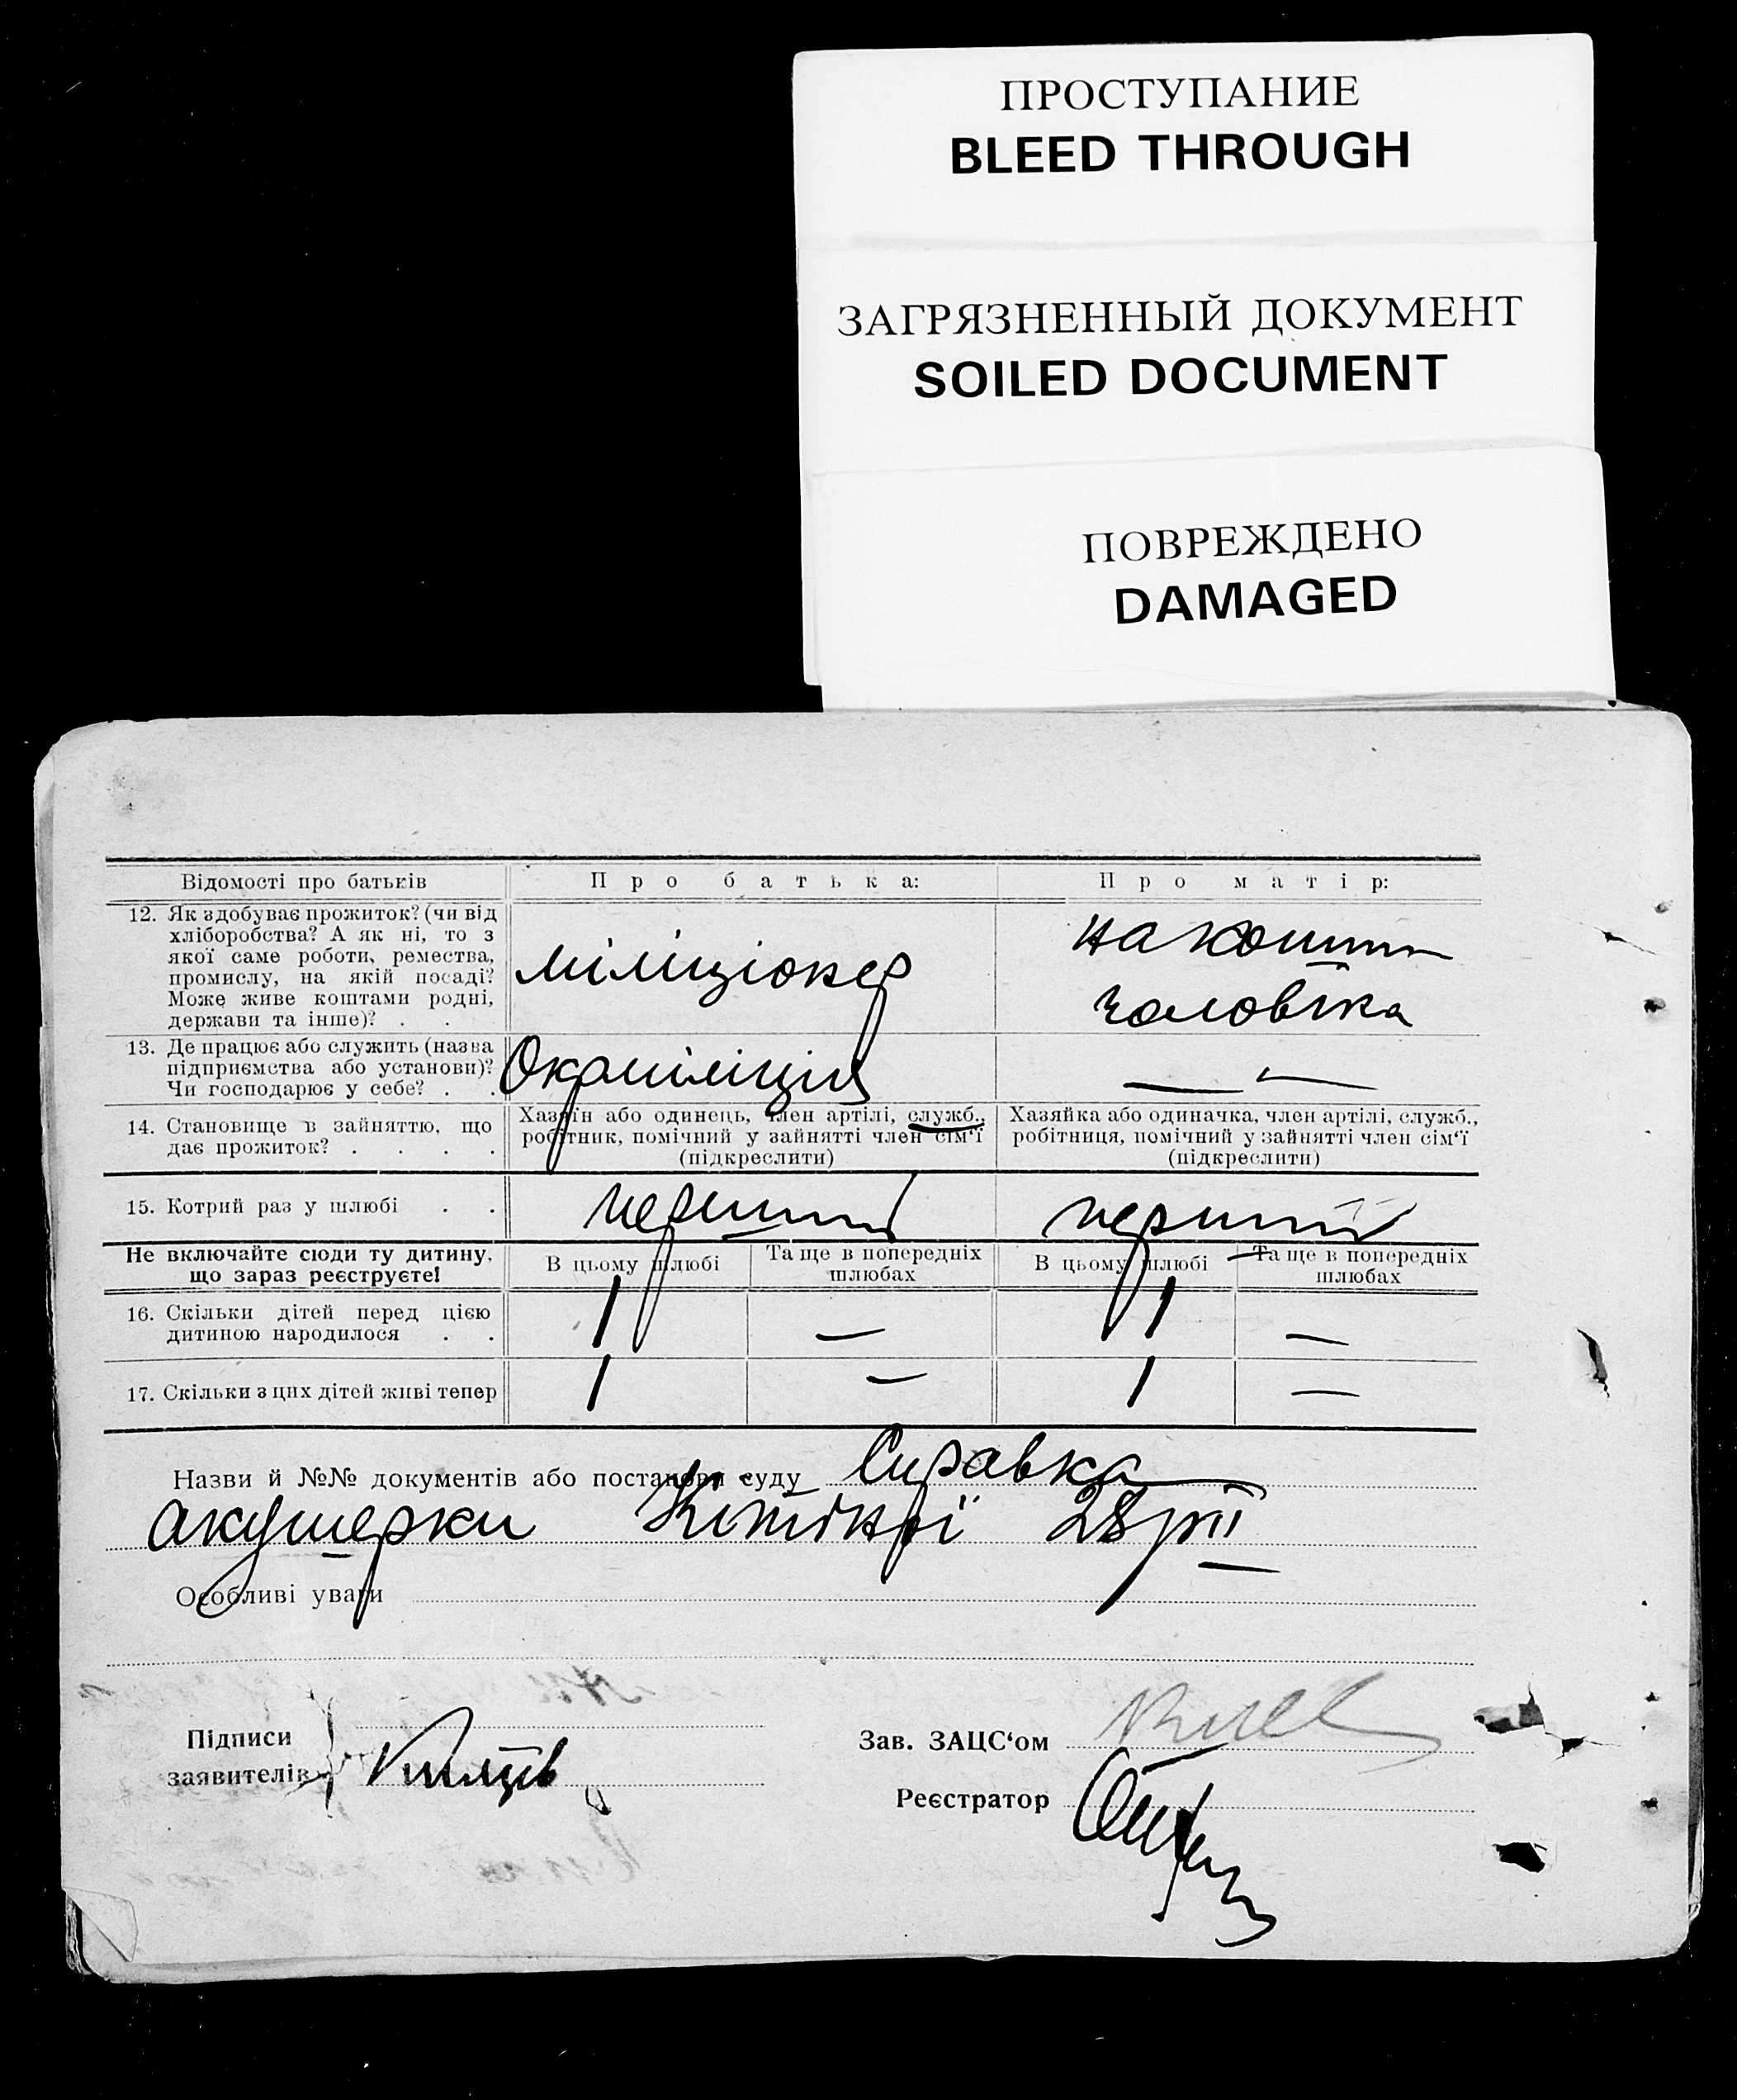 ПРОСТУПАНИЕ
BLEED THROUGH
ЗАГРЯЗНЕННЫЙ ДОКУМЕНТ
SOILED DOCUMENT
ПОВРЕЖДЕНО
DAMAGED
Відомості про батьків
Про батька:
Про матір:
12. Як здобуває прожиток? (чи від
хліборобства? А як ні, то з
якої саме роботи, ремества,
промислу, на якій посаді?
Може живе коштами родні,
держави та інше)? . .
міліціонер
на кошти
чоловіка
13. Де працює або служить (назва
підприємства або установи)?
Чи господарює у себе? . .
Окрміліція
— —
14. Становище в зайняттю, що
дає прожиток? . . . .
Хазяїн або одинець, член артілі, служб.,
робітник, помічний у зайнятті член сім'ї
(підкреслити)
Хазяйка або одиначка, член артілі, служб.,
робітниця, помічний у зайнятті член сім'ї
(підкреслити)
15. Котрий раз у шлюбі . .
перший
перший
Не включайте сюди ту дитину,
що зараз реєструєте!
В цьому шлюбі
Та ще в попередніх
шлюбах
В цьому шлюбі
Та ще в попередніх
шлюбах
16. Скільки дітей перед цією
дитиною народилося . .
1 — 1 —
17. Скільки з цих дітей живі тепер
1 — 1 —
Назви й №№ документів або постанови суду Справка
акушерки 28р
Особливі уваги
Підписи
заявителів
Зав. ЗАЦС'ом
Реєстратор